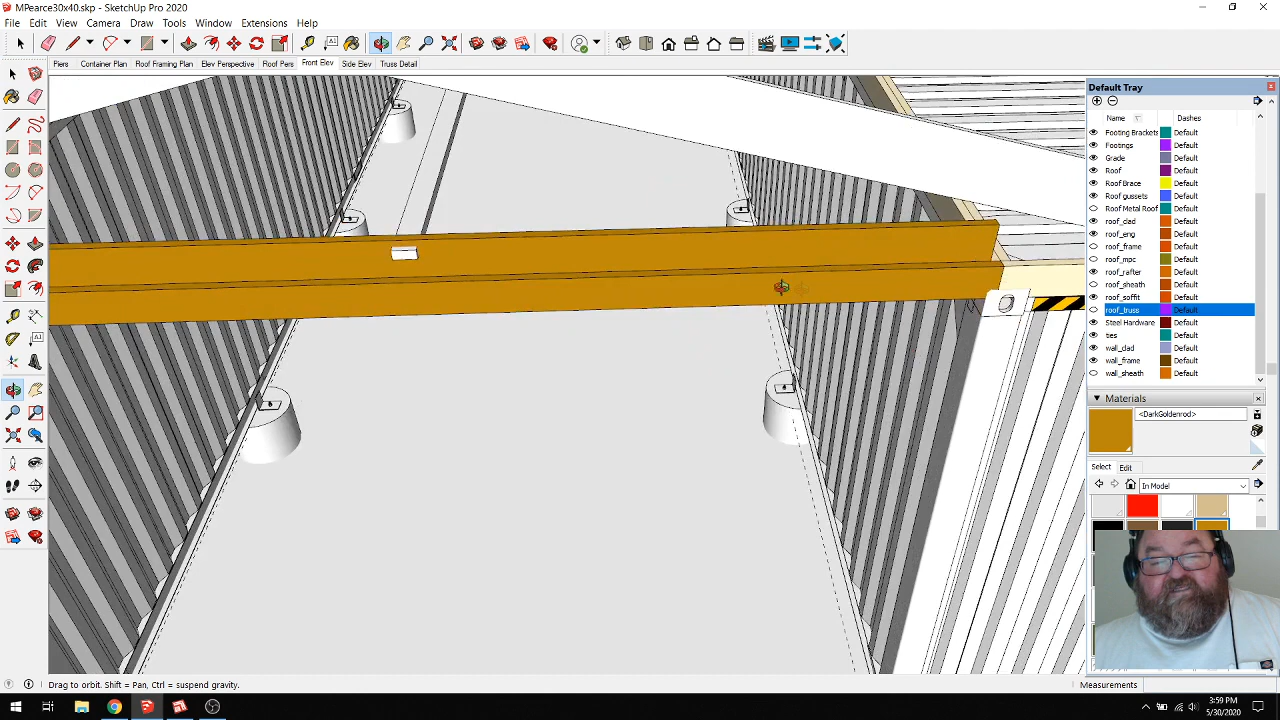 MPearce30x40.skp - SketchUp Pro 2020
File Edit View Camera Draw Tools Window Extensions Help
Piers Container Plan Roof Framing Plan Elev Perspective Roof Pers Front Elev Side Elev Truss Detail
Default Tray
Name Dashes
Footing Brackets Default
Footings Default
Grade Default
Roof Default
Roof Brace Default
Roof gussets Default
Roof Metal Roof Default
roof_clad Default
roof_eng Default
roof_frame Default
roof_mpc Default
roof_rafter Default
roof_sheath Default
roof_soffit Default
roof_truss Default
Steel Hardware Default
ties Default
wall_clad Default
wall_frame Default
wall_sheath Default
Materials
<DarkGoldenrod>
Select Edit
In Model
Drag to orbit. Shift = Pan, Ctrl = suspend gravity.
Measurements
3:59 PM
5/30/2020